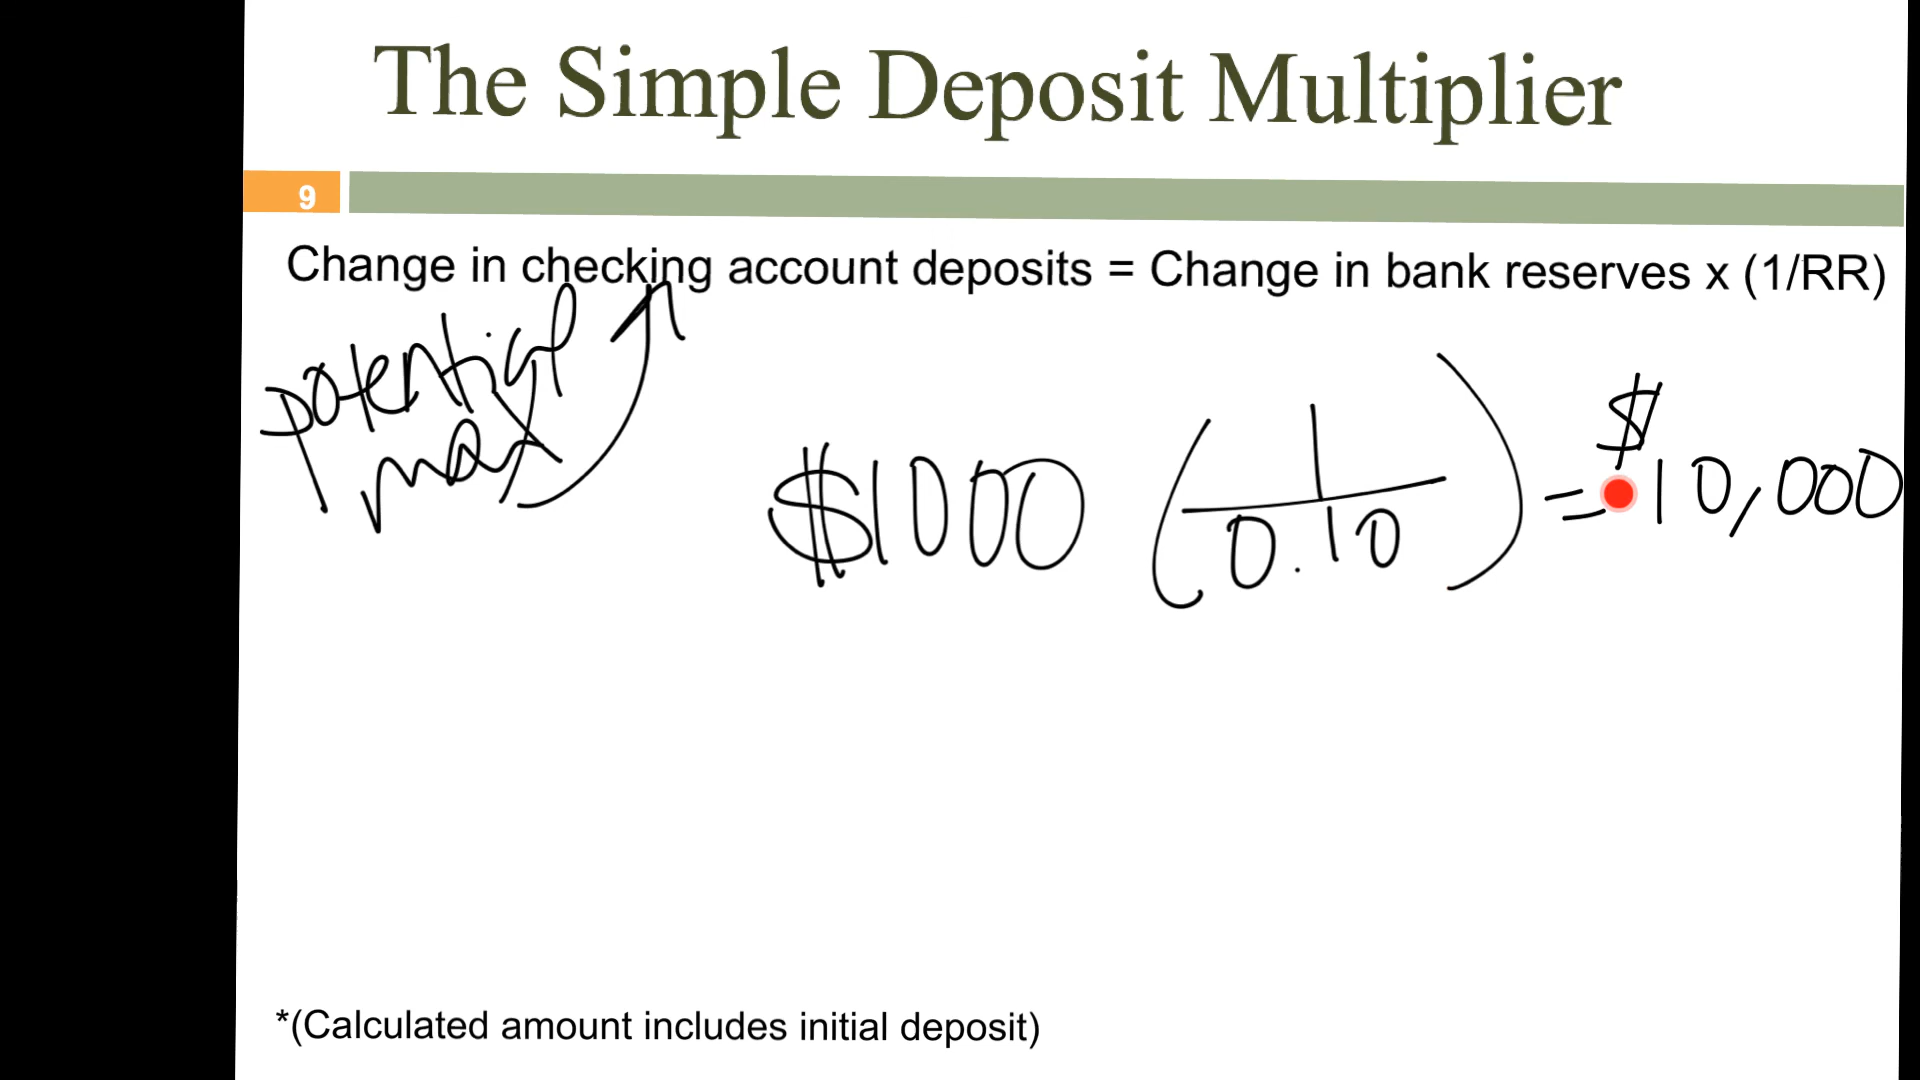 The Simple Deposit Multiplier
9
Change in checking account deposits = Change in bank reserves x (1/RR)
potential
max
$1000 (1/0.10) = $10,000
*(Calculated amount includes initial deposit)